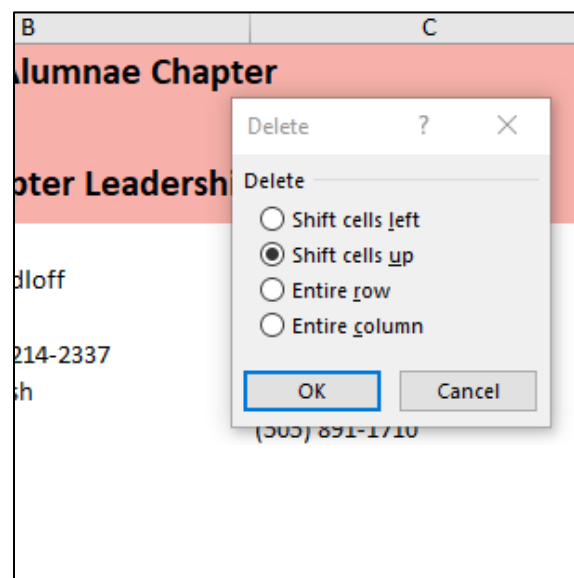 B C
lumnae Chapter
Delete ? ×
pter Leadershi
Delete
Shift cells left
Shift cells up
dloff
Entire row
Entire column
214-2337
sh
OK Cancel
(505) 891-1710